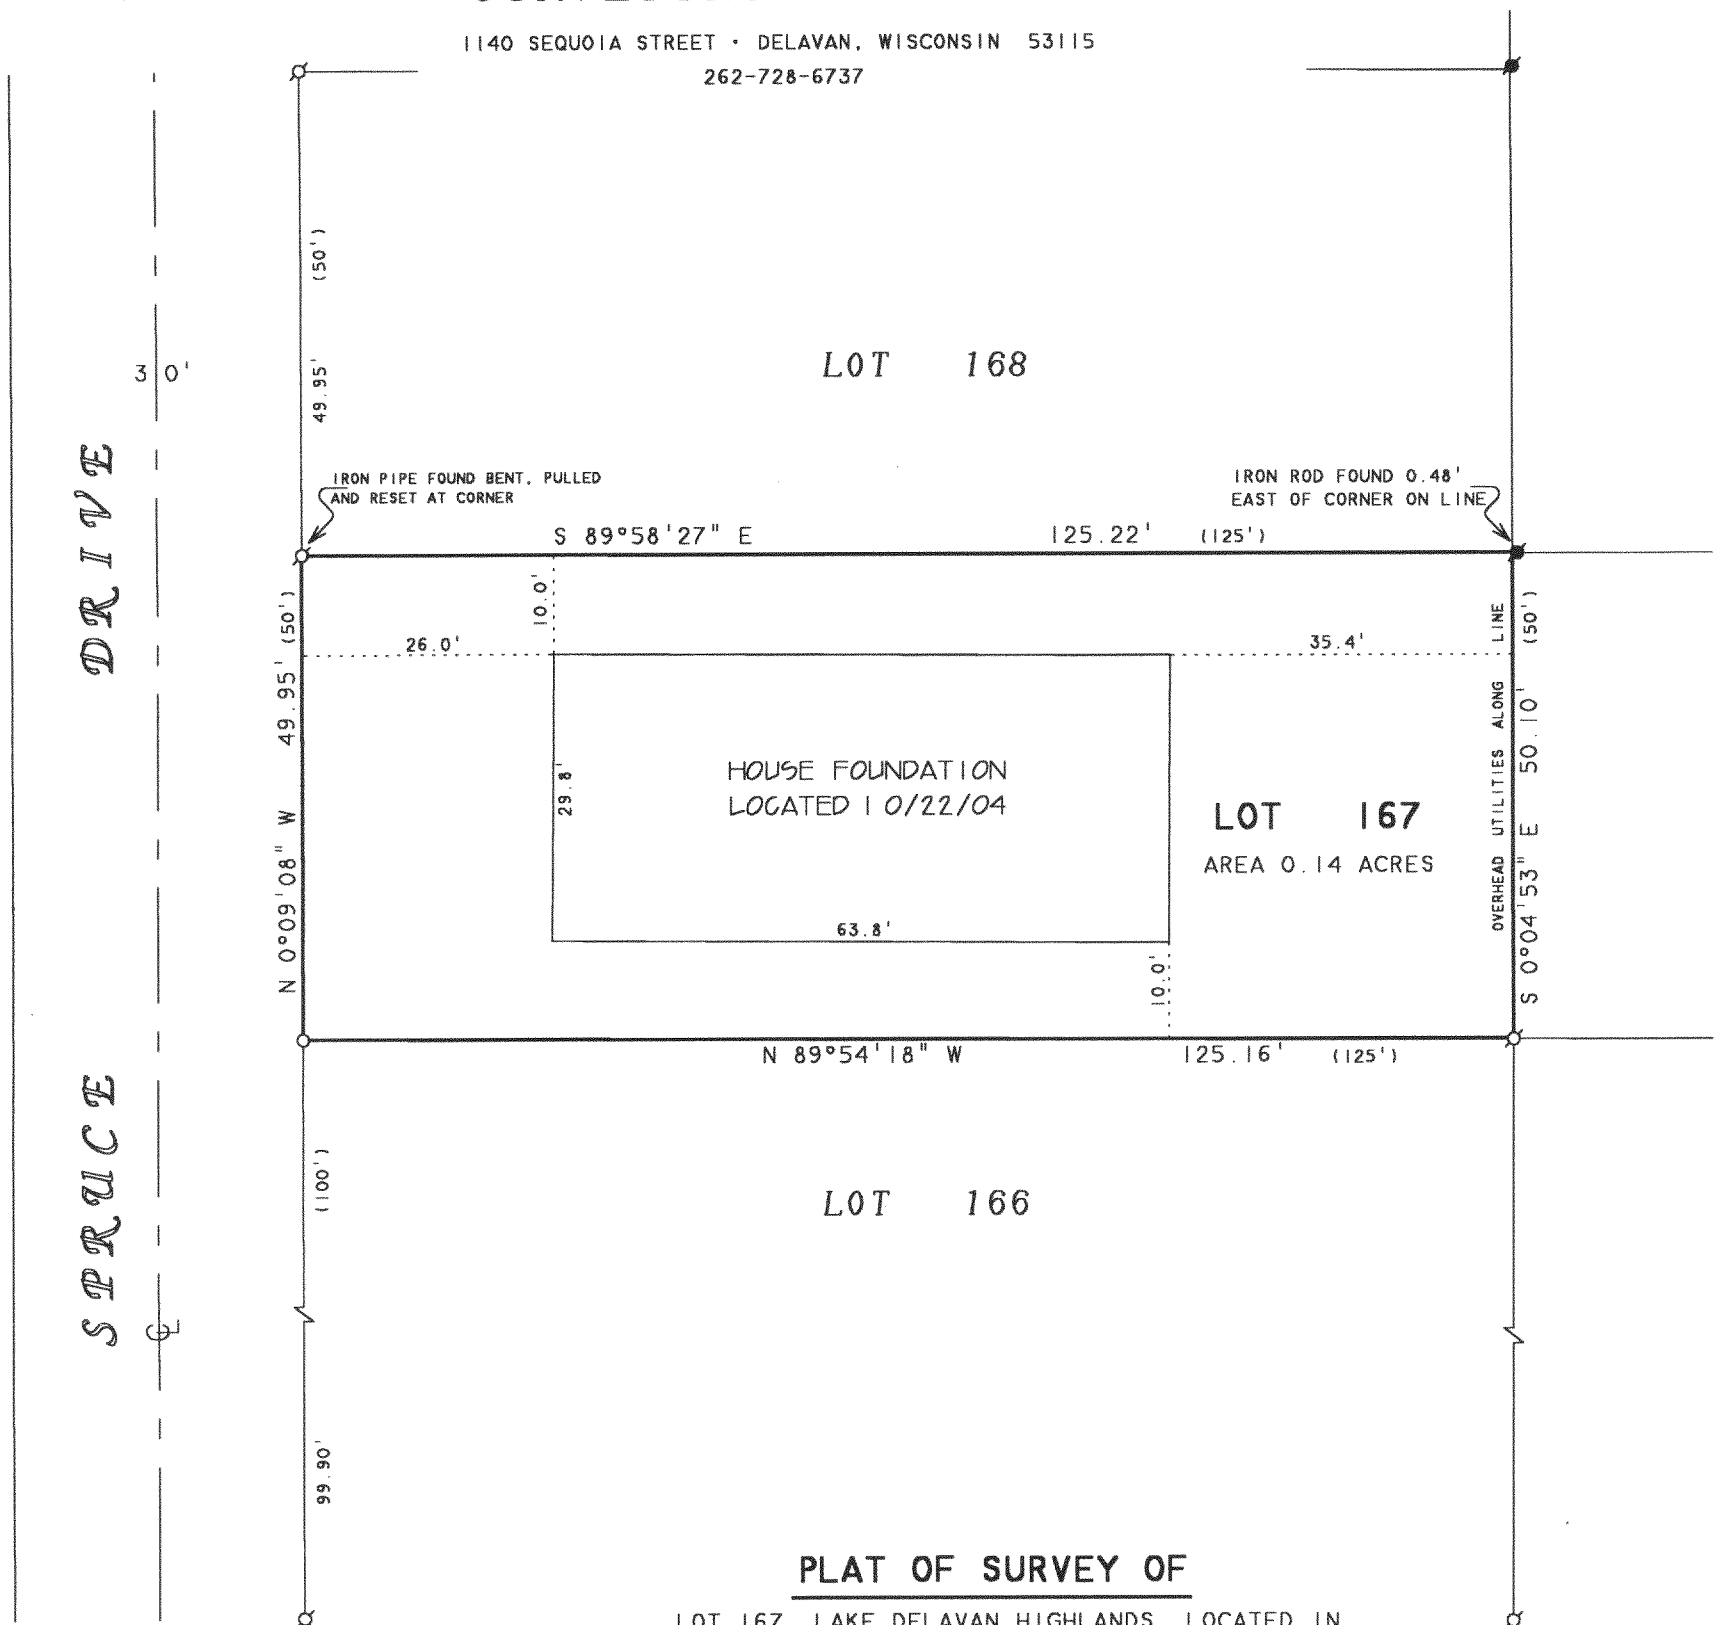 1140 SEQUOIA STREET · DELAVAN, WISCONSIN 53115
262-728-6737
(50')
49.95'
30'
LOT 168
IRON PIPE FOUND BENT, PULLED
AND RESET AT CORNER
IRON ROD FOUND 0.48'
EAST OF CORNER ON LINE
S 89°58'27" E 125.22' (125')
10.0'
26.0'
35.4'
N 0°09'08" W 49.95' (50')
29.8'
HOUSE FOUNDATION
LOCATED 10/22/04
LOT 167
AREA 0.14 ACRES
OVERHEAD UTILITIES ALONG LINE
S 0°04'53" E 50.10' (50')
63.8'
10.0'
N 89°54'18" W 125.16' (125')
SPRUCE DRIVE
(100')
LOT 166
℄
99.90'
PLAT OF SURVEY OF
LOT 167 LAKE DELAVAN HIGHLANDS LOCATED IN